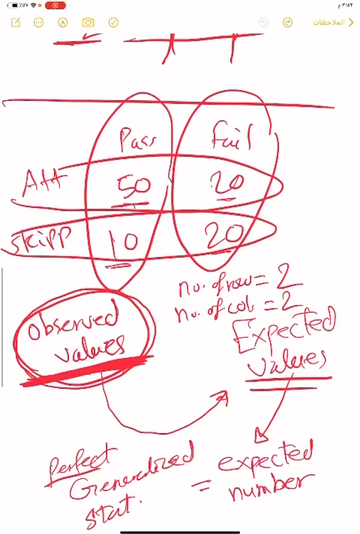 الملاحظات
Pass Fail
Att 50 20
Skipp 10 20
no. of row = 2
no. of col = 2
observed
values
Expected
values
Perfect
Generalized
stat.
= expected
number